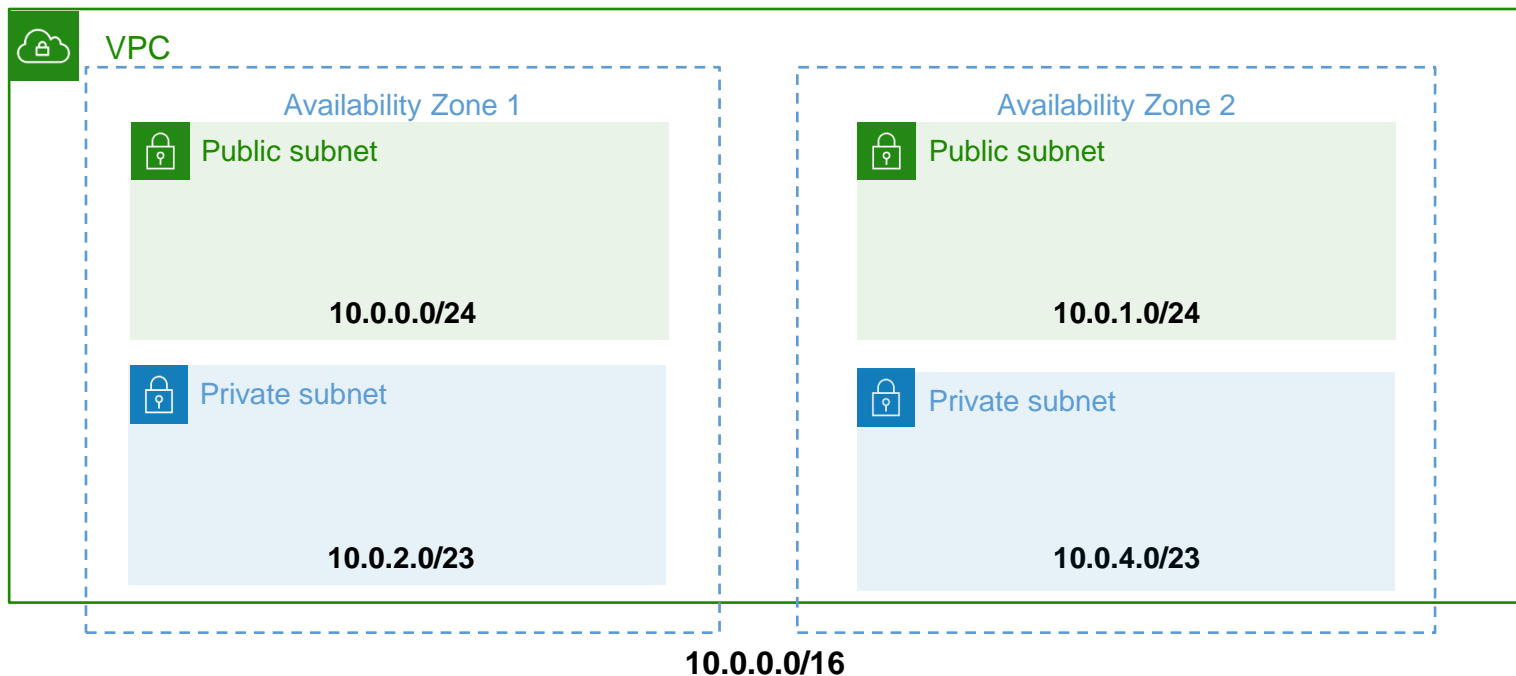 VPC
Availability Zone 1
Public subnet
10.0.0.0/24
Private subnet
10.0.2.0/23
Availability Zone 2
Public subnet
10.0.1.0/24
Private subnet
10.0.4.0/23
10.0.0.0/16